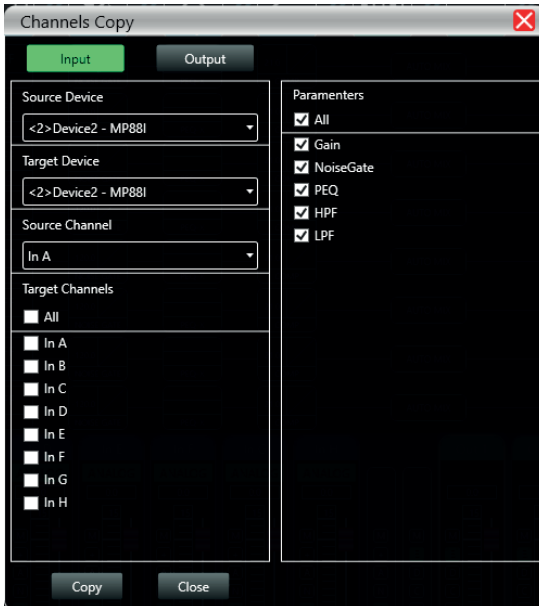 Channels Copy
Input Output
Source Device
<2>Device2 - MP88I
Target Device
<2>Device2 - MP88I
Source Channel
In A
Target Channels
All
In A
In B
In C
In D
In E
In F
In G
In H
Paramenters
All
Gain
NoiseGate
PEQ
HPF
LPF
Copy Close